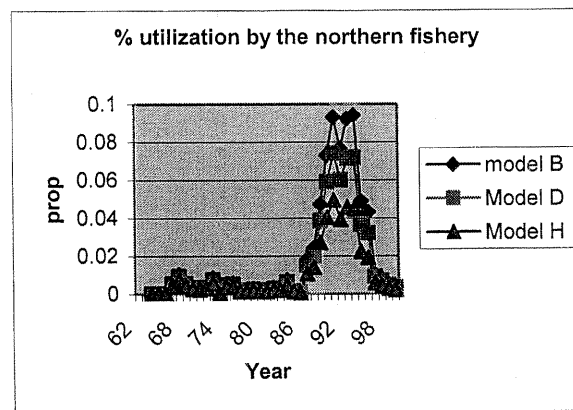 % utilization by the northern fishery
0.1
0.08
0.06
0.04
0.02
0
prop
62
68
74
80
86
92
98
Year
model B
Model D
Model H